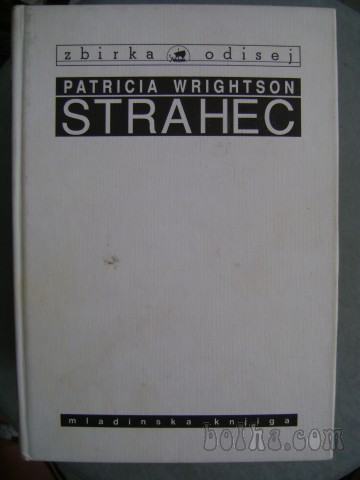 zbirka odisej
PATRICIA WRIGHTSON
STRAHEC
mladinska knjiga
bolha.com